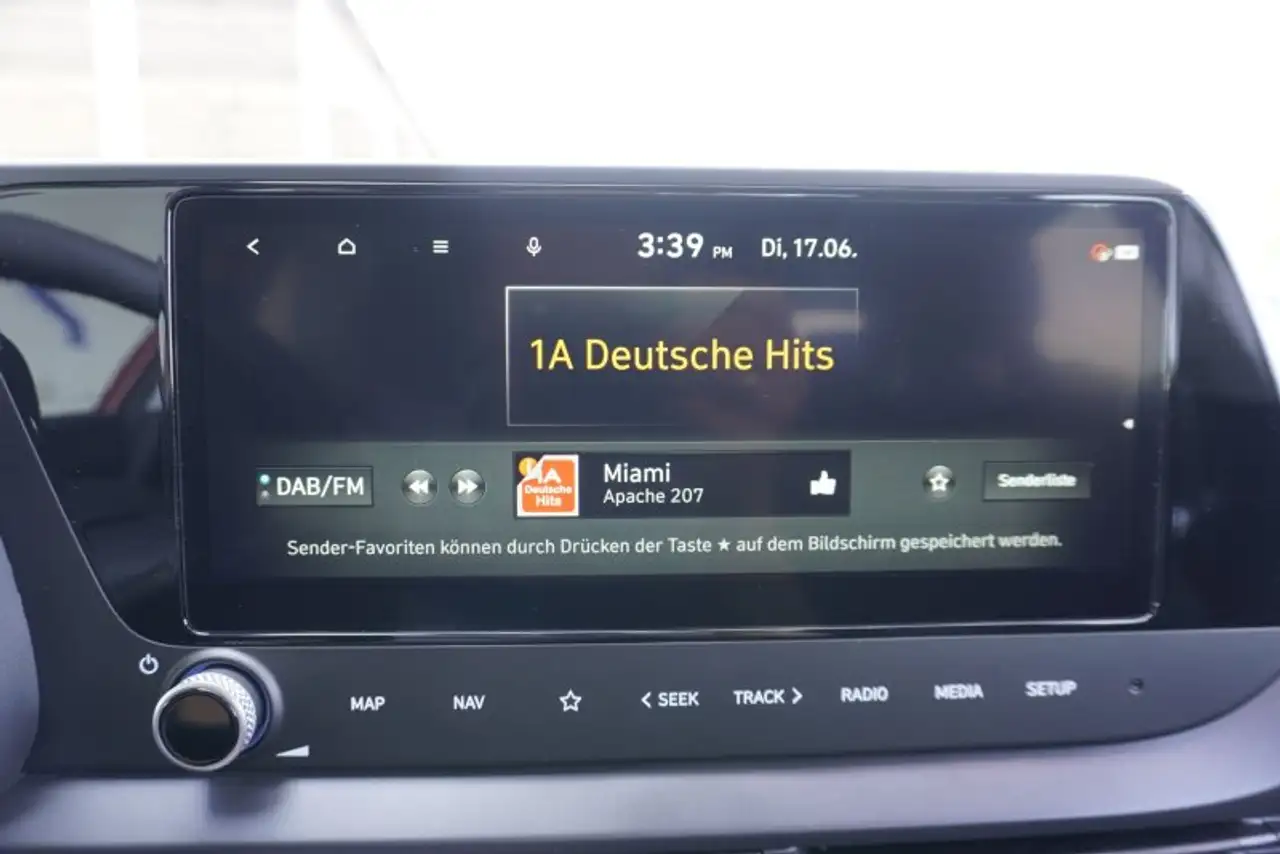 3:39 PM Di, 17.06.
1A Deutsche Hits
DAB/FM
1A
Deutsche
Hits
Miami
Apache 207
Senderliste
Sender-Favoriten können durch Drücken der Taste ★ auf dem Bildschirm gespeichert werden.
MAP NAV SEEK TRACK RADIO MEDIA SETUP